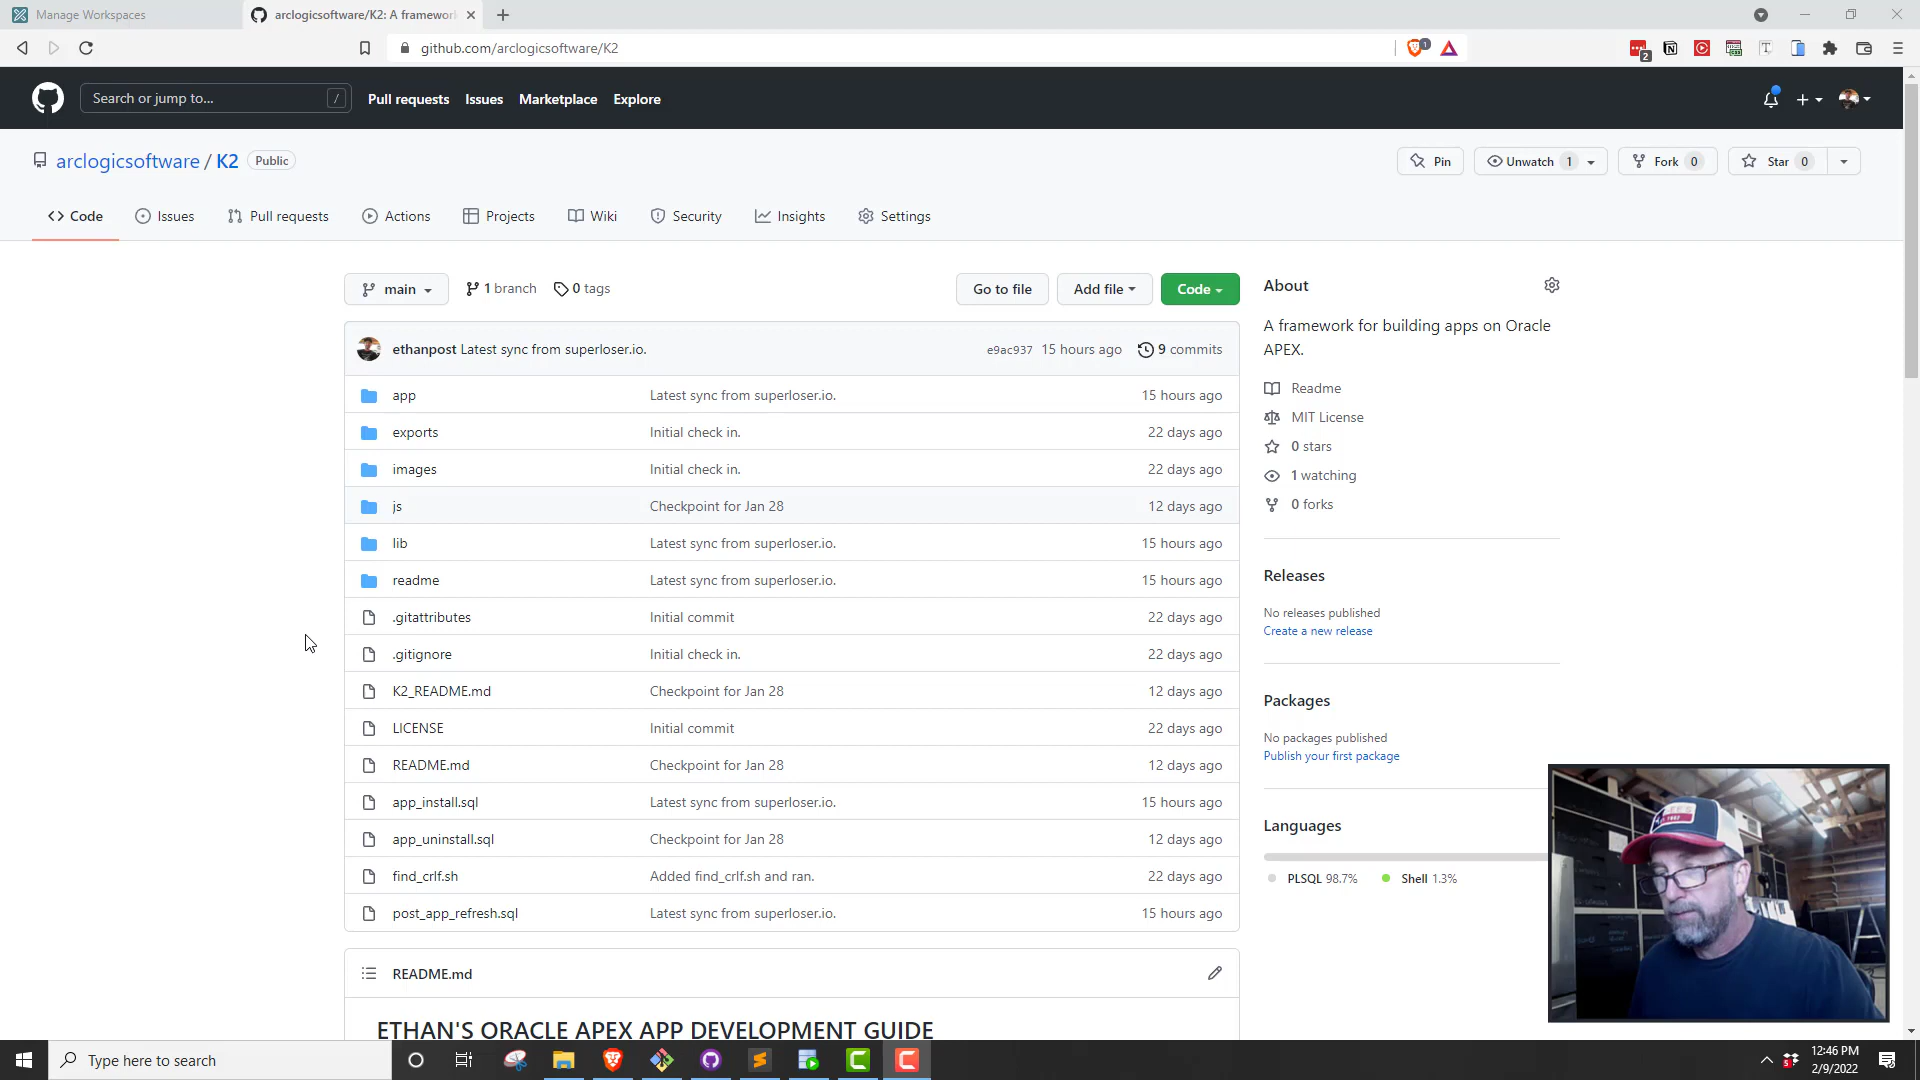 Manage Workspaces
arclogicsoftware/K2: A framework
github.com/arclogicsoftware/K2
1
2
Search or jump to...
/
Pull requests
Issues
Marketplace
Explore
arclogicsoftware / K2
Public
Pin
Unwatch 1
Fork 0
Star 0
Code
Issues
Pull requests
Actions
Projects
Wiki
Security
Insights
Settings
main
1 branch
0 tags
Go to file
Add file
Code
ethanpost Latest sync from superloser.io.
e9ac937 15 hours ago
9 commits
app Latest sync from superloser.io. 15 hours ago
exports Initial check in. 22 days ago
images Initial check in. 22 days ago
js Checkpoint for Jan 28 12 days ago
lib Latest sync from superloser.io. 15 hours ago
readme Latest sync from superloser.io. 15 hours ago
.gitattributes Initial commit 22 days ago
.gitignore Initial check in. 22 days ago
K2_README.md Checkpoint for Jan 28 12 days ago
LICENSE Initial commit 22 days ago
README.md Checkpoint for Jan 28 12 days ago
app_install.sql Latest sync from superloser.io. 15 hours ago
app_uninstall.sql Checkpoint for Jan 28 12 days ago
find_crlf.sh Added find_crlf.sh and ran. 22 days ago
post_app_refresh.sql Latest sync from superloser.io. 15 hours ago
README.md
ETHAN'S ORACLE APEX APP DEVELOPMENT GUIDE
About
A framework for building apps on Oracle
APEX.
Readme
MIT License
0 stars
1 watching
0 forks
Releases
No releases published
Create a new release
Packages
No packages published
Publish your first package
Languages
PLSQL 98.7%
Shell 1.3%
Type here to search
12:46 PM
2/9/2022